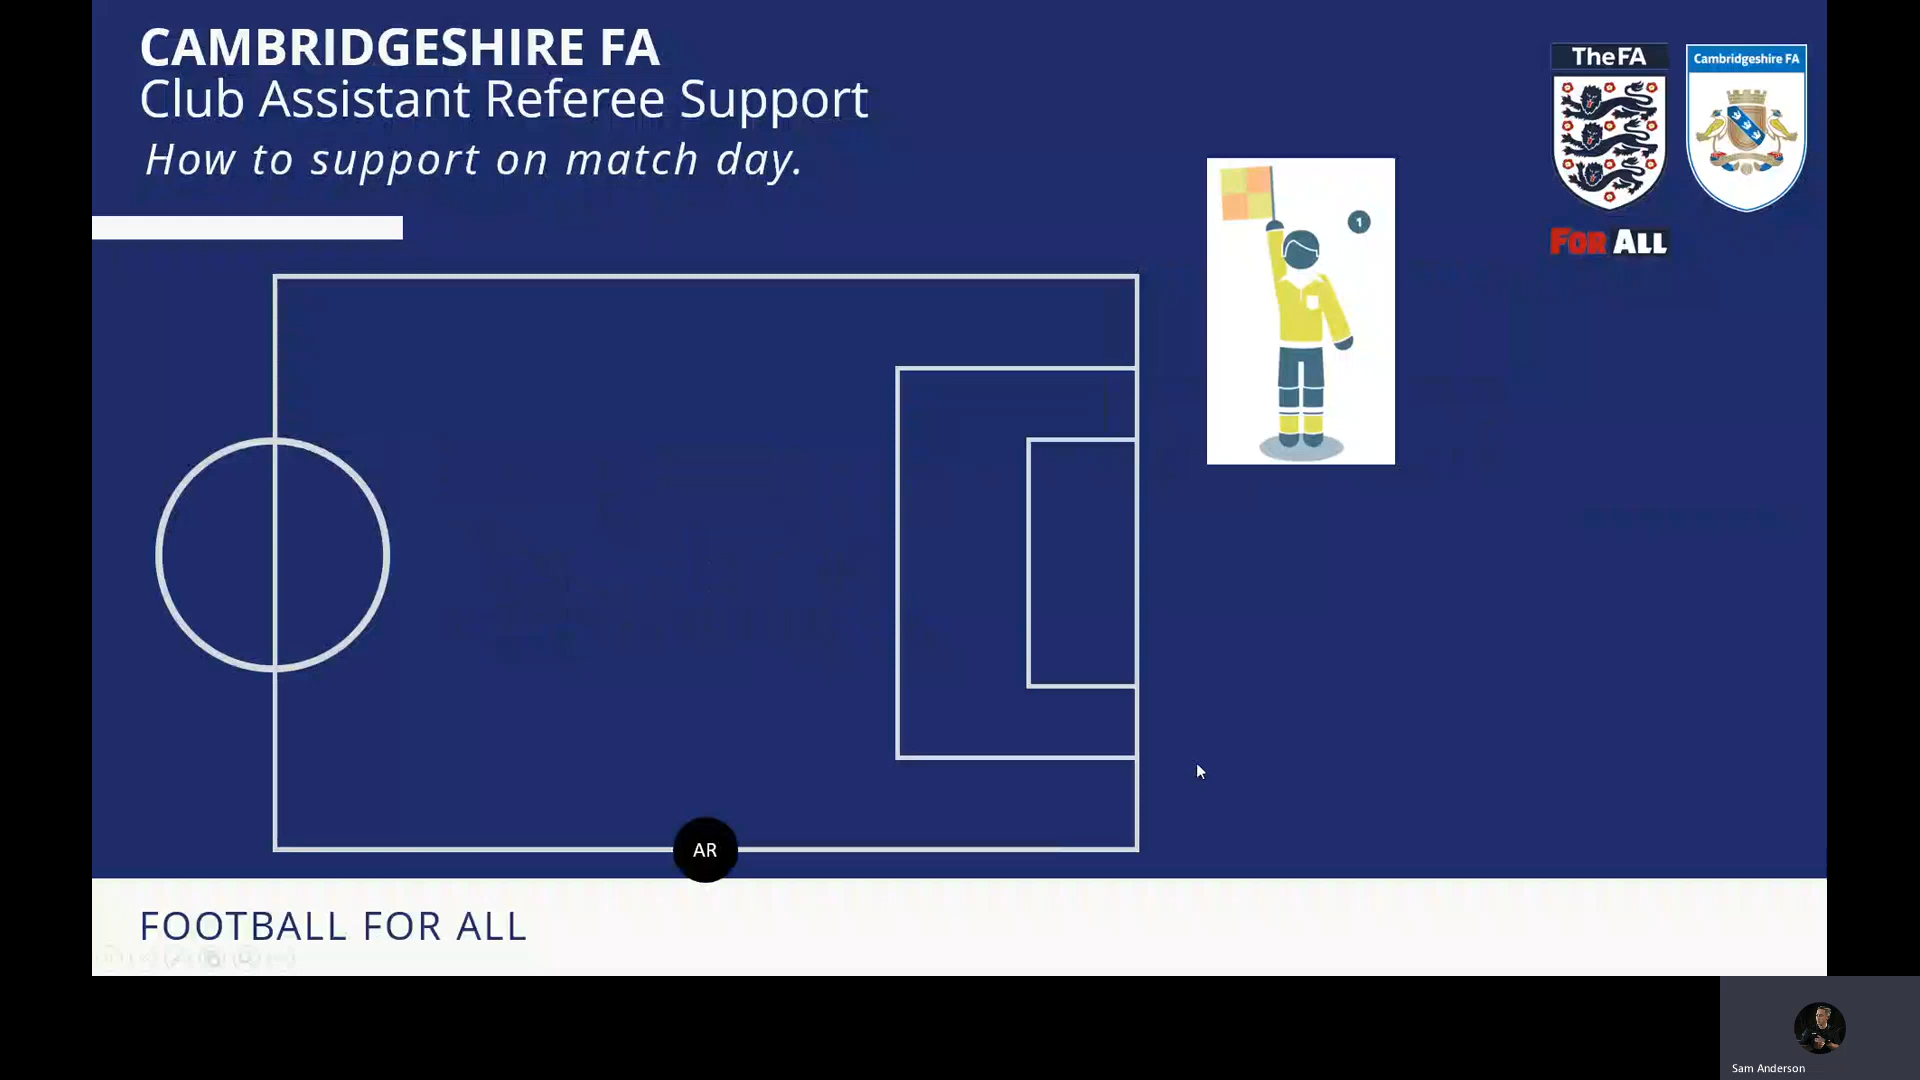 CAMBRIDGESHIRE FA
Club Assistant Referee Support
How to support on match day.
The FA
Cambridgeshire FA
FOR ALL
1
AR
FOOTBALL FOR ALL
Sam Anderson